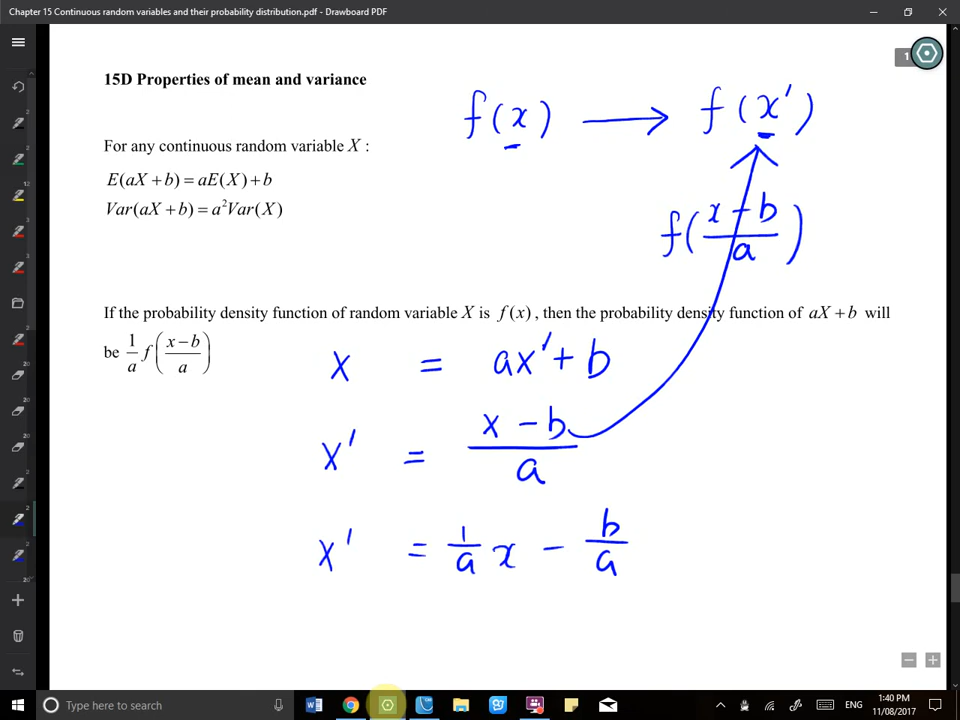 Chapter 15 Continuous random variables and their probability distribution.pdf - Drawboard PDF
1
15D Properties of mean and variance
f(x) ⟶ f(x')
For any continuous random variable X :
E(aX + b) = aE(X) + b
Var(aX + b) = a²Var(X)
f((x - b)/a)
If the probability density function of random variable X is f(x), then the probability density function of aX + b will
be 1/a f((x − b)/a)
x = ax' + b
x' = (x - b)/a
x' = 1/a x - b/a
Type here to search
ENG
1:40 PM
11/08/2017